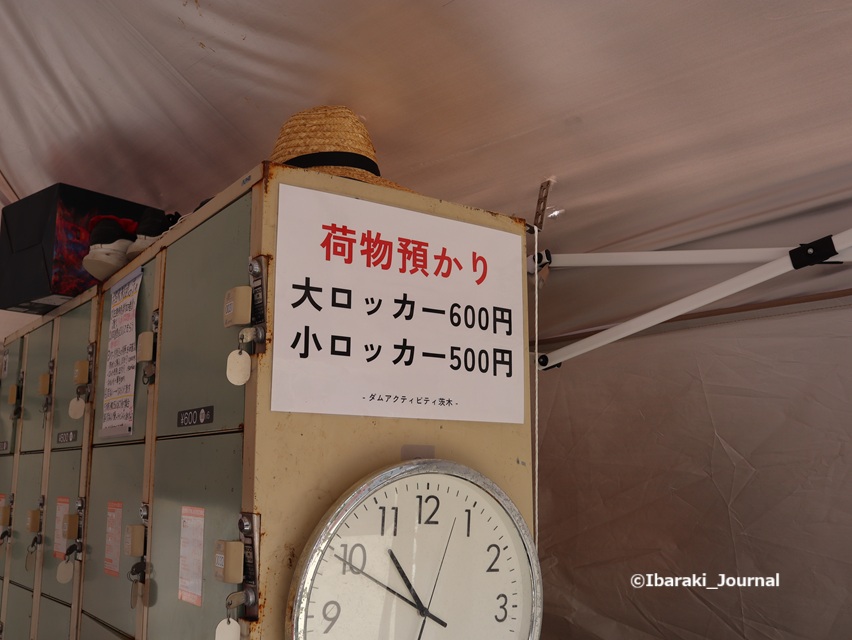 荷物預かり
大ロッカー600円
小ロッカー500円
- ダムアクティビティ茨木 -
¥600
¥500
11 12 1
10 2
9 3
©Ibaraki_Journal